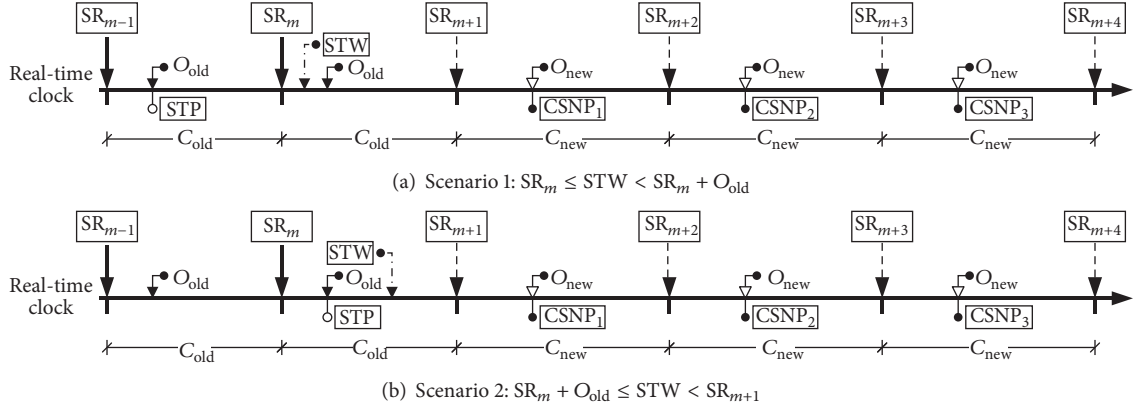 SR_{m−1} SR_m SR_{m+1} SR_{m+2} SR_{m+3} SR_{m+4}
STW
O_old O_old O_new O_new O_new
Real-time
clock
STP CSNP_1 CSNP_2 CSNP_3
C_old C_old C_new C_new C_new
(a) Scenario 1: SR_m ≤ STW < SR_m + O_old
SR_{m−1} SR_m SR_{m+1} SR_{m+2} SR_{m+3} SR_{m+4}
STW
O_old O_old O_new O_new O_new
Real-time
clock
STP CSNP_1 CSNP_2 CSNP_3
C_old C_old C_new C_new C_new
(b) Scenario 2: SR_m + O_old ≤ STW < SR_{m+1}